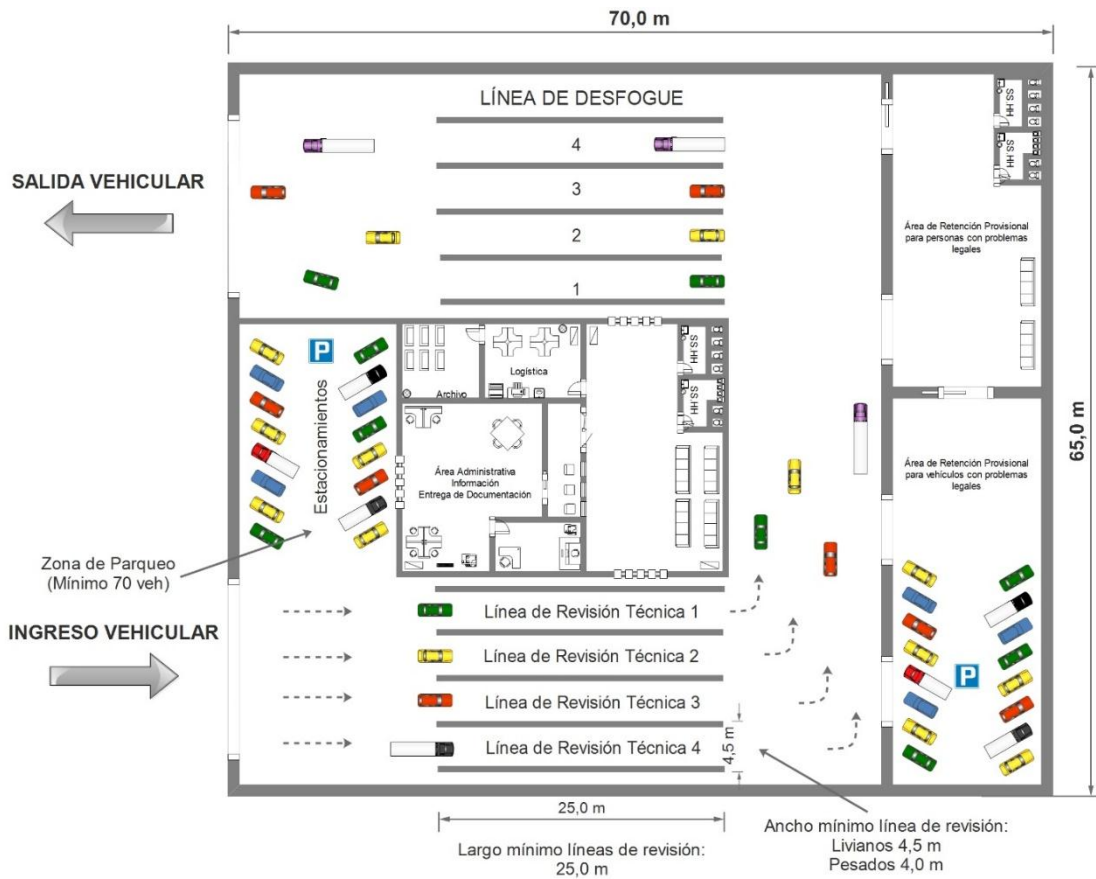 70,0 m
LÍNEA DE DESFOGUE
4
3
2
1
SALIDA VEHICULAR
SS HH
SS HH
Área de Retención Provisional
para personas con problemas
legales
65,0 m
P
Estacionamientos
Archivo
Logística
SS HH
SS HH
Área Administrativa
Información
Entrega de Documentación
Área de Retención Provisional
para vehículos con problemas
legales
P
Zona de Parqueo
(Mínimo 70 veh)
INGRESO VEHICULAR
Línea de Revisión Técnica 1
Línea de Revisión Técnica 2
Línea de Revisión Técnica 3
Línea de Revisión Técnica 4
4,5 m
25,0 m
Largo mínimo líneas de revisión:
25,0 m
Ancho mínimo línea de revisión:
Livianos 4,5 m
Pesados 4,0 m